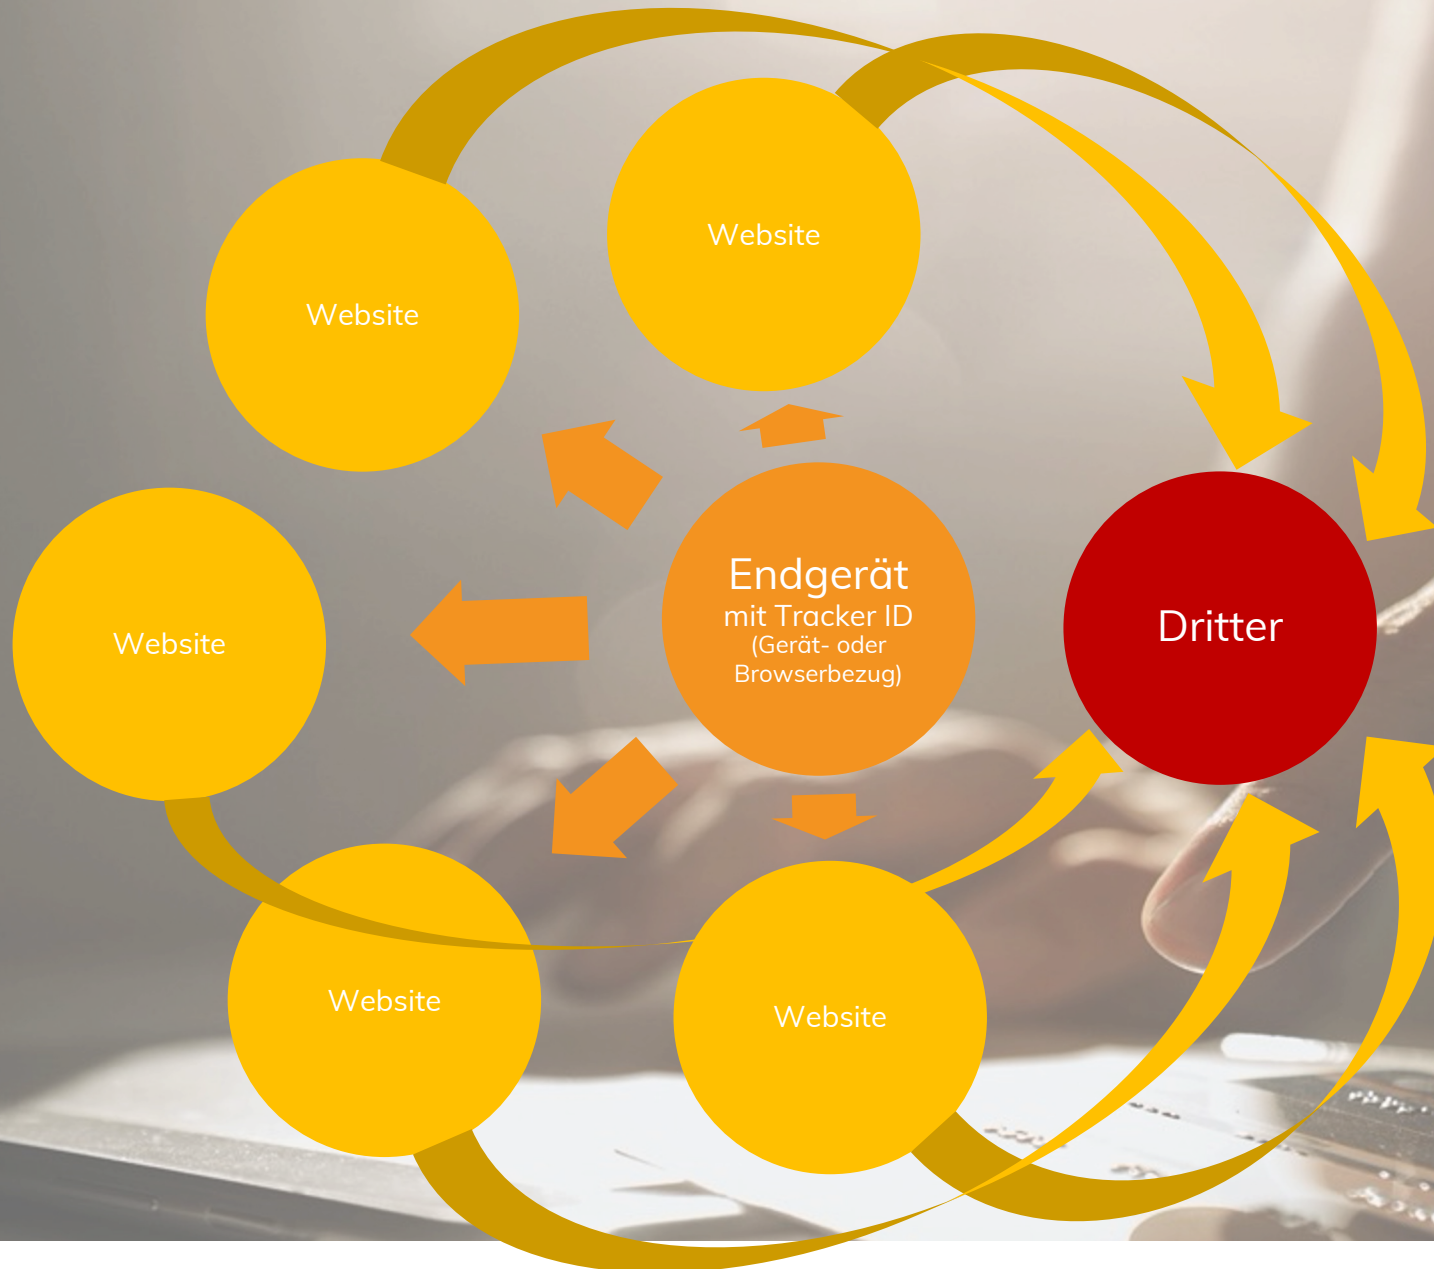 Website
Website
Website
Endgerät
mit Tracker ID
(Gerät- oder
Browserbezug)
Dritter
Website
Website